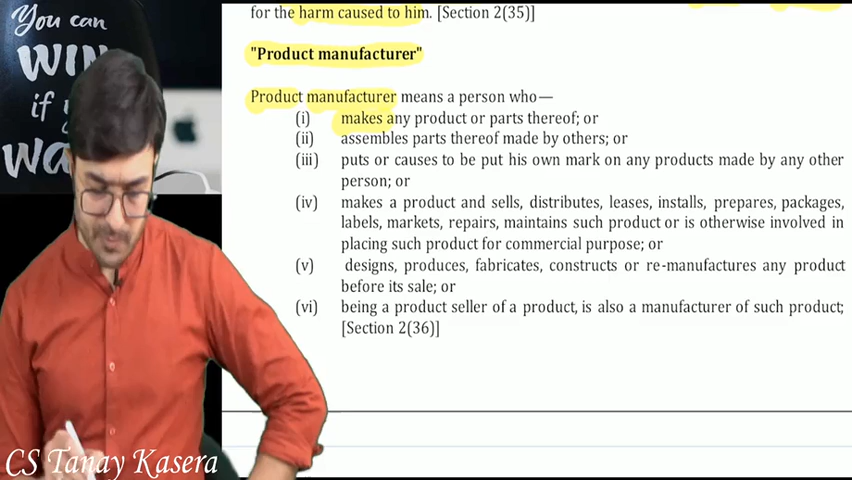 You can
WIN
if
wa
for the harm caused to him. [Section 2(35)]
"Product manufacturer"
Product manufacturer means a person who—
(i) makes any product or parts thereof; or
(ii) assembles parts thereof made by others; or
(iii) puts or causes to be put his own mark on any products made by any other
person; or
(iv) makes a product and sells, distributes, leases, installs, prepares, packages,
labels, markets, repairs, maintains such product or is otherwise involved in
placing such product for commercial purpose; or
(v) designs, produces, fabricates, constructs or re-manufactures any product
before its sale; or
(vi) being a product seller of a product, is also a manufacturer of such product;
[Section 2(36)]
CS Tanay Kasera